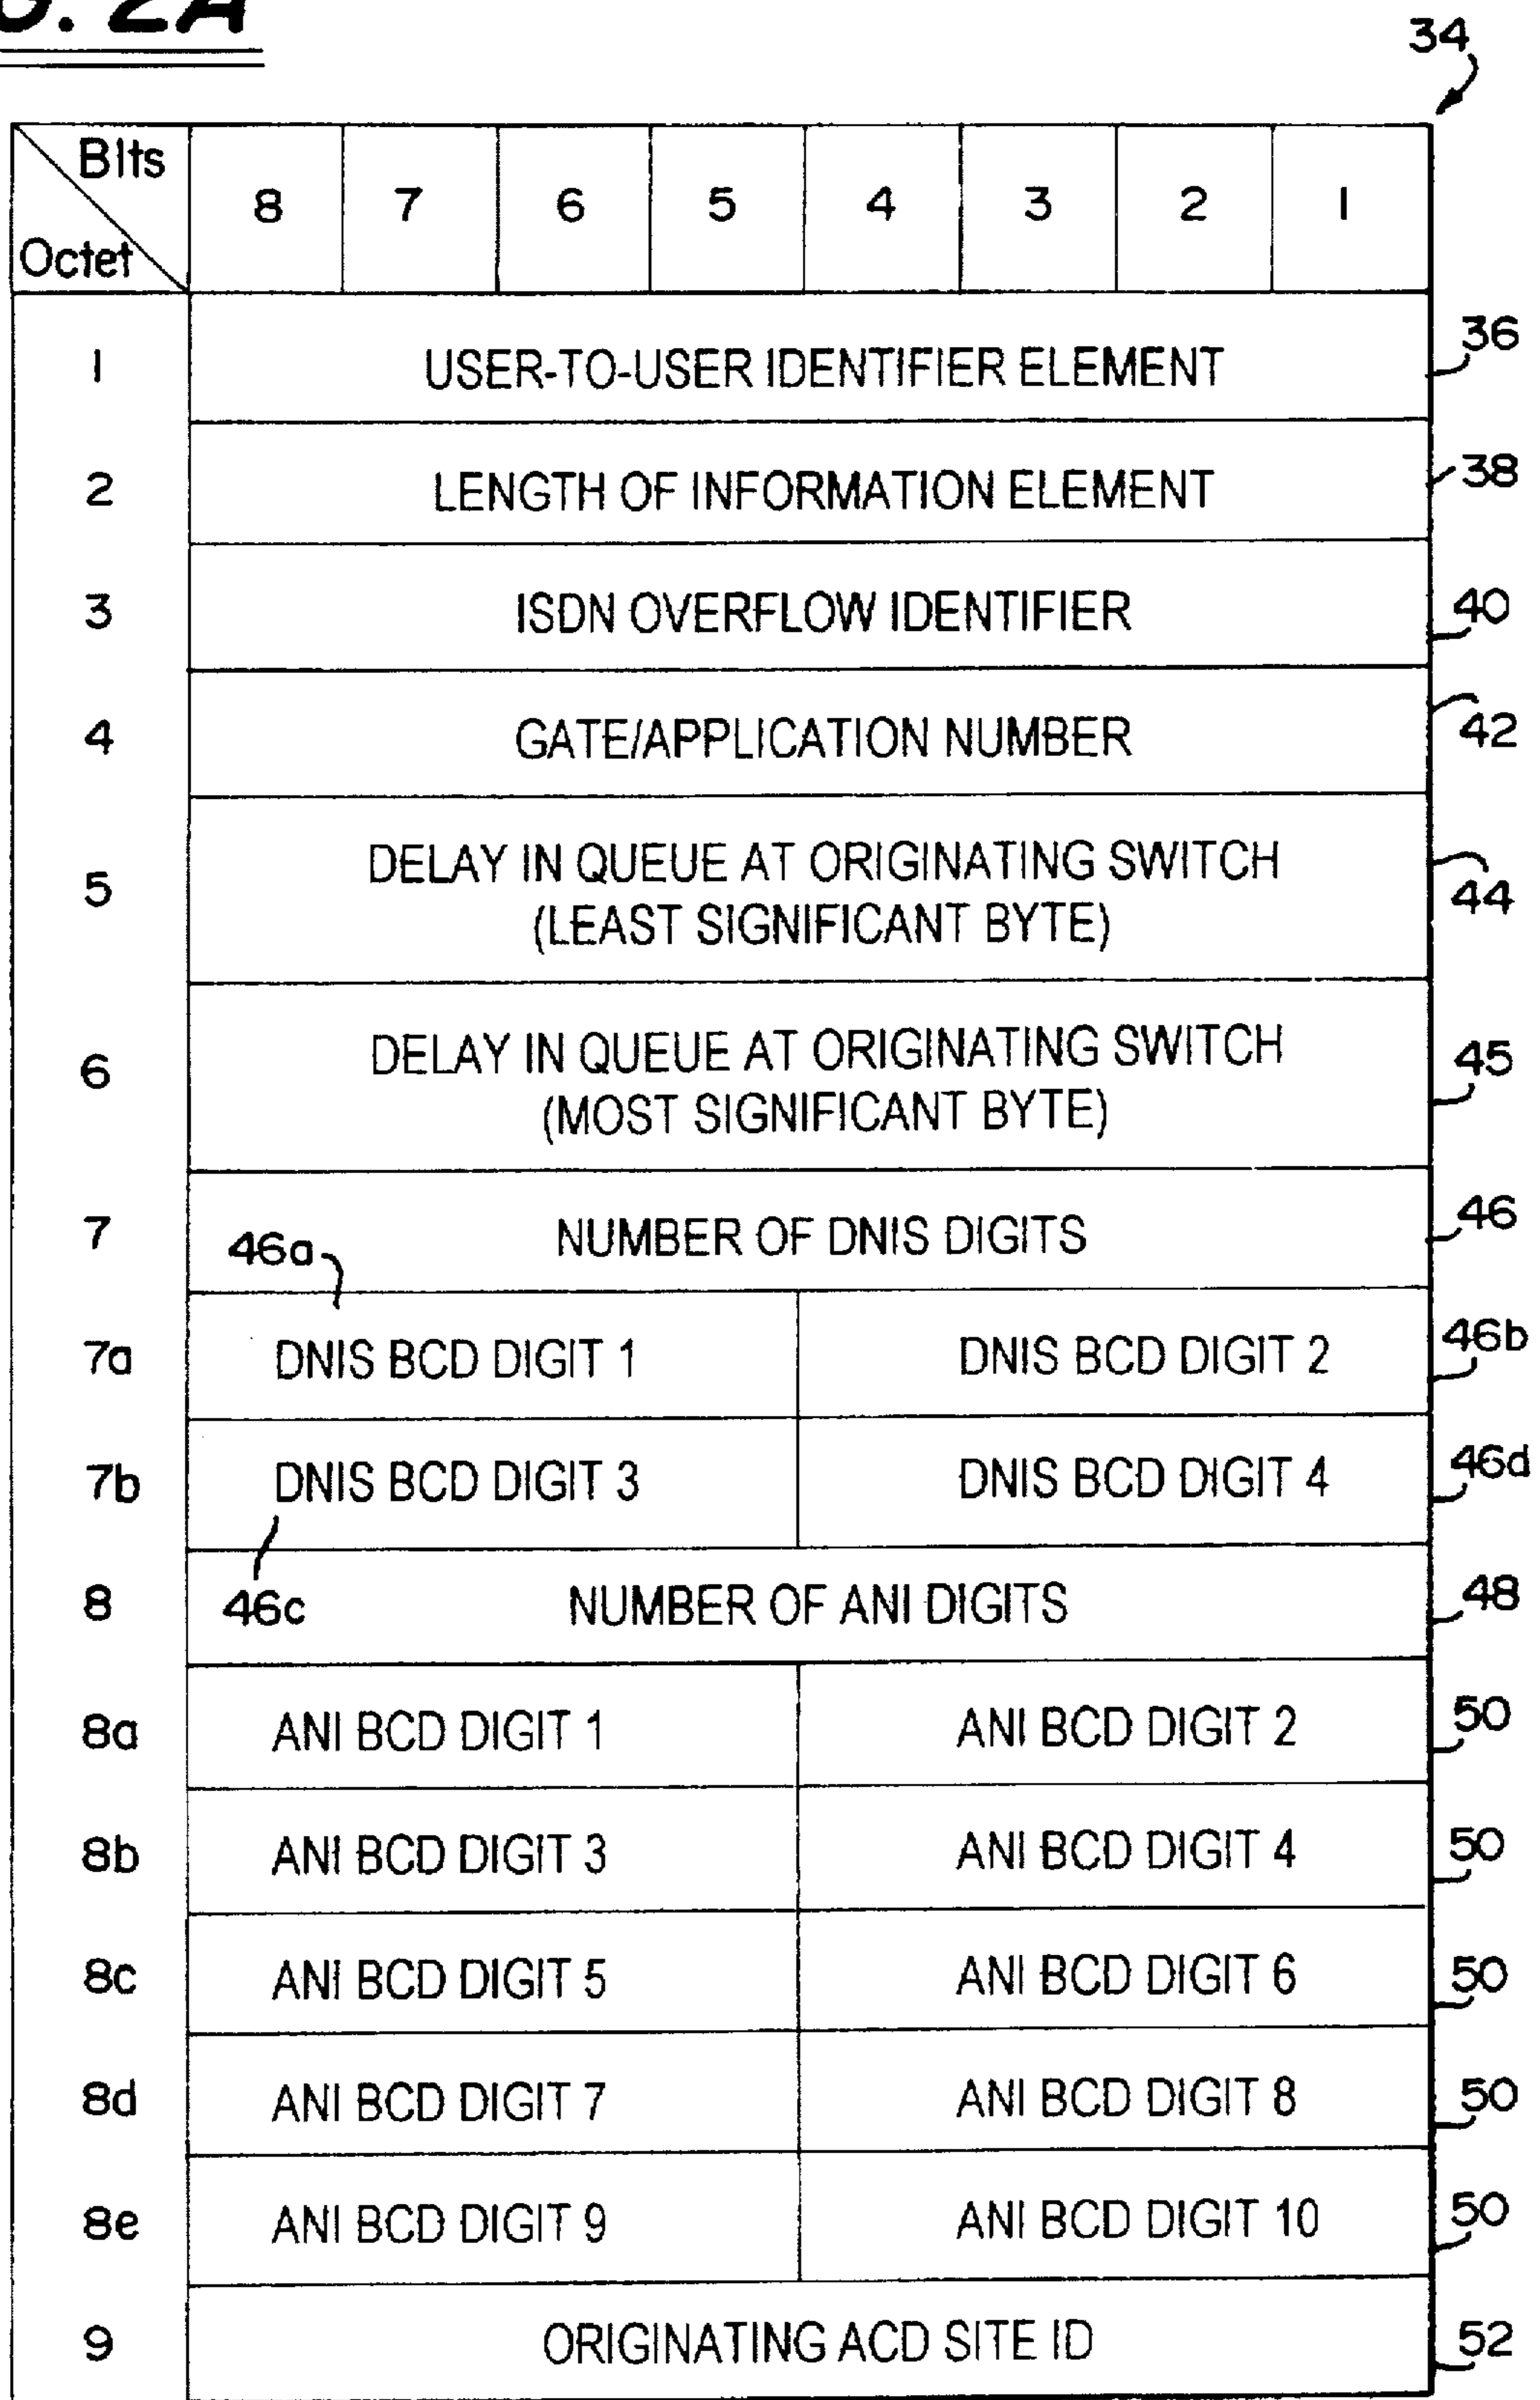 . 2A
34
Bits
Octet
8 7 6 5 4 3 2 1
1 USER-TO-USER IDENTIFIER ELEMENT 36
2 LENGTH OF INFORMATION ELEMENT 38
3 ISDN OVERFLOW IDENTIFIER 40
4 GATE/APPLICATION NUMBER 42
5 DELAY IN QUEUE AT ORIGINATING SWITCH
(LEAST SIGNIFICANT BYTE) 44
6 DELAY IN QUEUE AT ORIGINATING SWITCH
(MOST SIGNIFICANT BYTE) 45
7 NUMBER OF DNIS DIGITS 46
46a
7a DNIS BCD DIGIT 1 DNIS BCD DIGIT 2 46b
7b DNIS BCD DIGIT 3 DNIS BCD DIGIT 4 46d
8 46c NUMBER OF ANI DIGITS 48
8a ANI BCD DIGIT 1 ANI BCD DIGIT 2 50
8b ANI BCD DIGIT 3 ANI BCD DIGIT 4 50
8c ANI BCD DIGIT 5 ANI BCD DIGIT 6 50
8d ANI BCD DIGIT 7 ANI BCD DIGIT 8 50
8e ANI BCD DIGIT 9 ANI BCD DIGIT 10 50
9 ORIGINATING ACD SITE ID 52